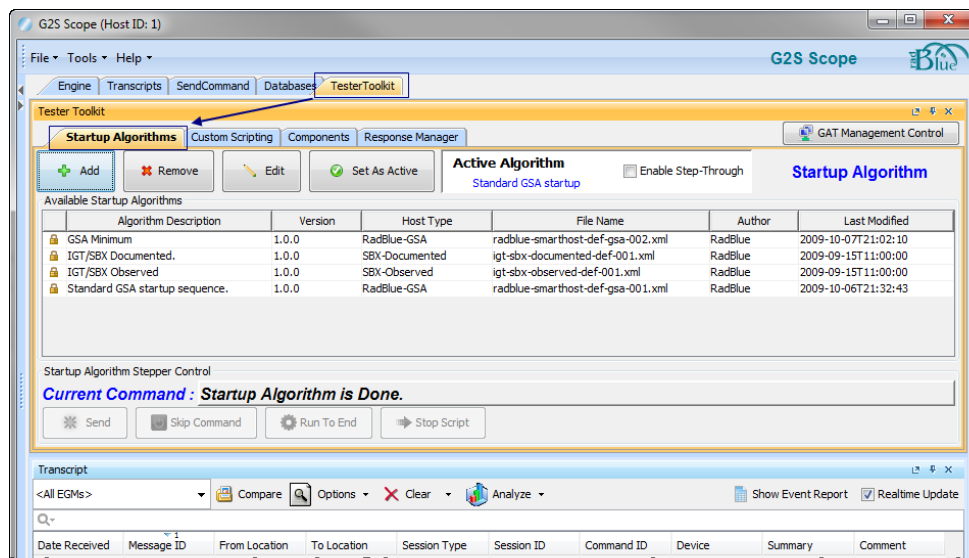 G2S Scope (Host ID: 1)
File Tools Help
G2S Scope
Blue
Engine Transcripts SendCommand Databases TesterToolkit
Tester Toolkit
Startup Algorithms Custom Scripting Components Response Manager
GAT Management Control
Add Remove Edit Set As Active
Active Algorithm
Standard GSA startup
Enable Step-Through
Startup Algorithm
Available Startup Algorithms
Algorithm Description Version Host Type File Name Author Last Modified
GSA Minimum 1.0.0 RadBlue-GSA radblue-smarthost-def-gsa-002.xml RadBlue 2009-10-07T21:02:10
IGT/SBX Documented. 1.0.0 SBX-Documented igt-sbx-documented-def-001.xml RadBlue 2009-09-15T11:00:00
IGT/SBX Observed 1.0.0 SBX-Observed igt-sbx-observed-def-001.xml RadBlue 2009-09-15T11:00:00
Standard GSA startup sequence. 1.0.0 RadBlue-GSA radblue-smarthost-def-gsa-001.xml RadBlue 2009-10-06T21:32:43
Startup Algorithm Stepper Control
Current Command : Startup Algorithm is Done.
Send Skip Command Run To End Stop Script
Transcript
<All EGMs> Compare Options Clear Analyze Show Event Report Realtime Update
1
Date Received Message ID From Location To Location Session Type Session ID Command ID Device Summary Comment